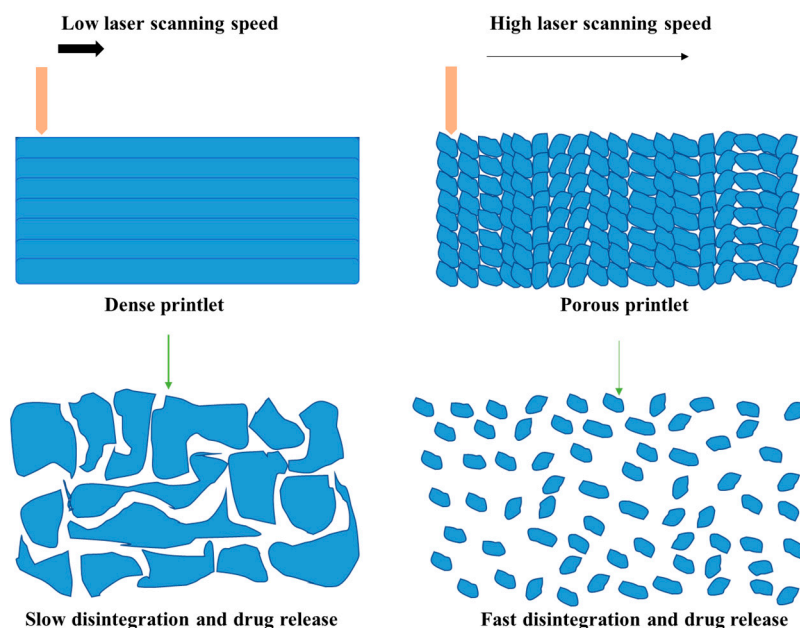 Low laser scanning speed
High laser scanning speed
Dense printlet
Porous printlet
Slow disintegration and drug release
Fast disintegration and drug release